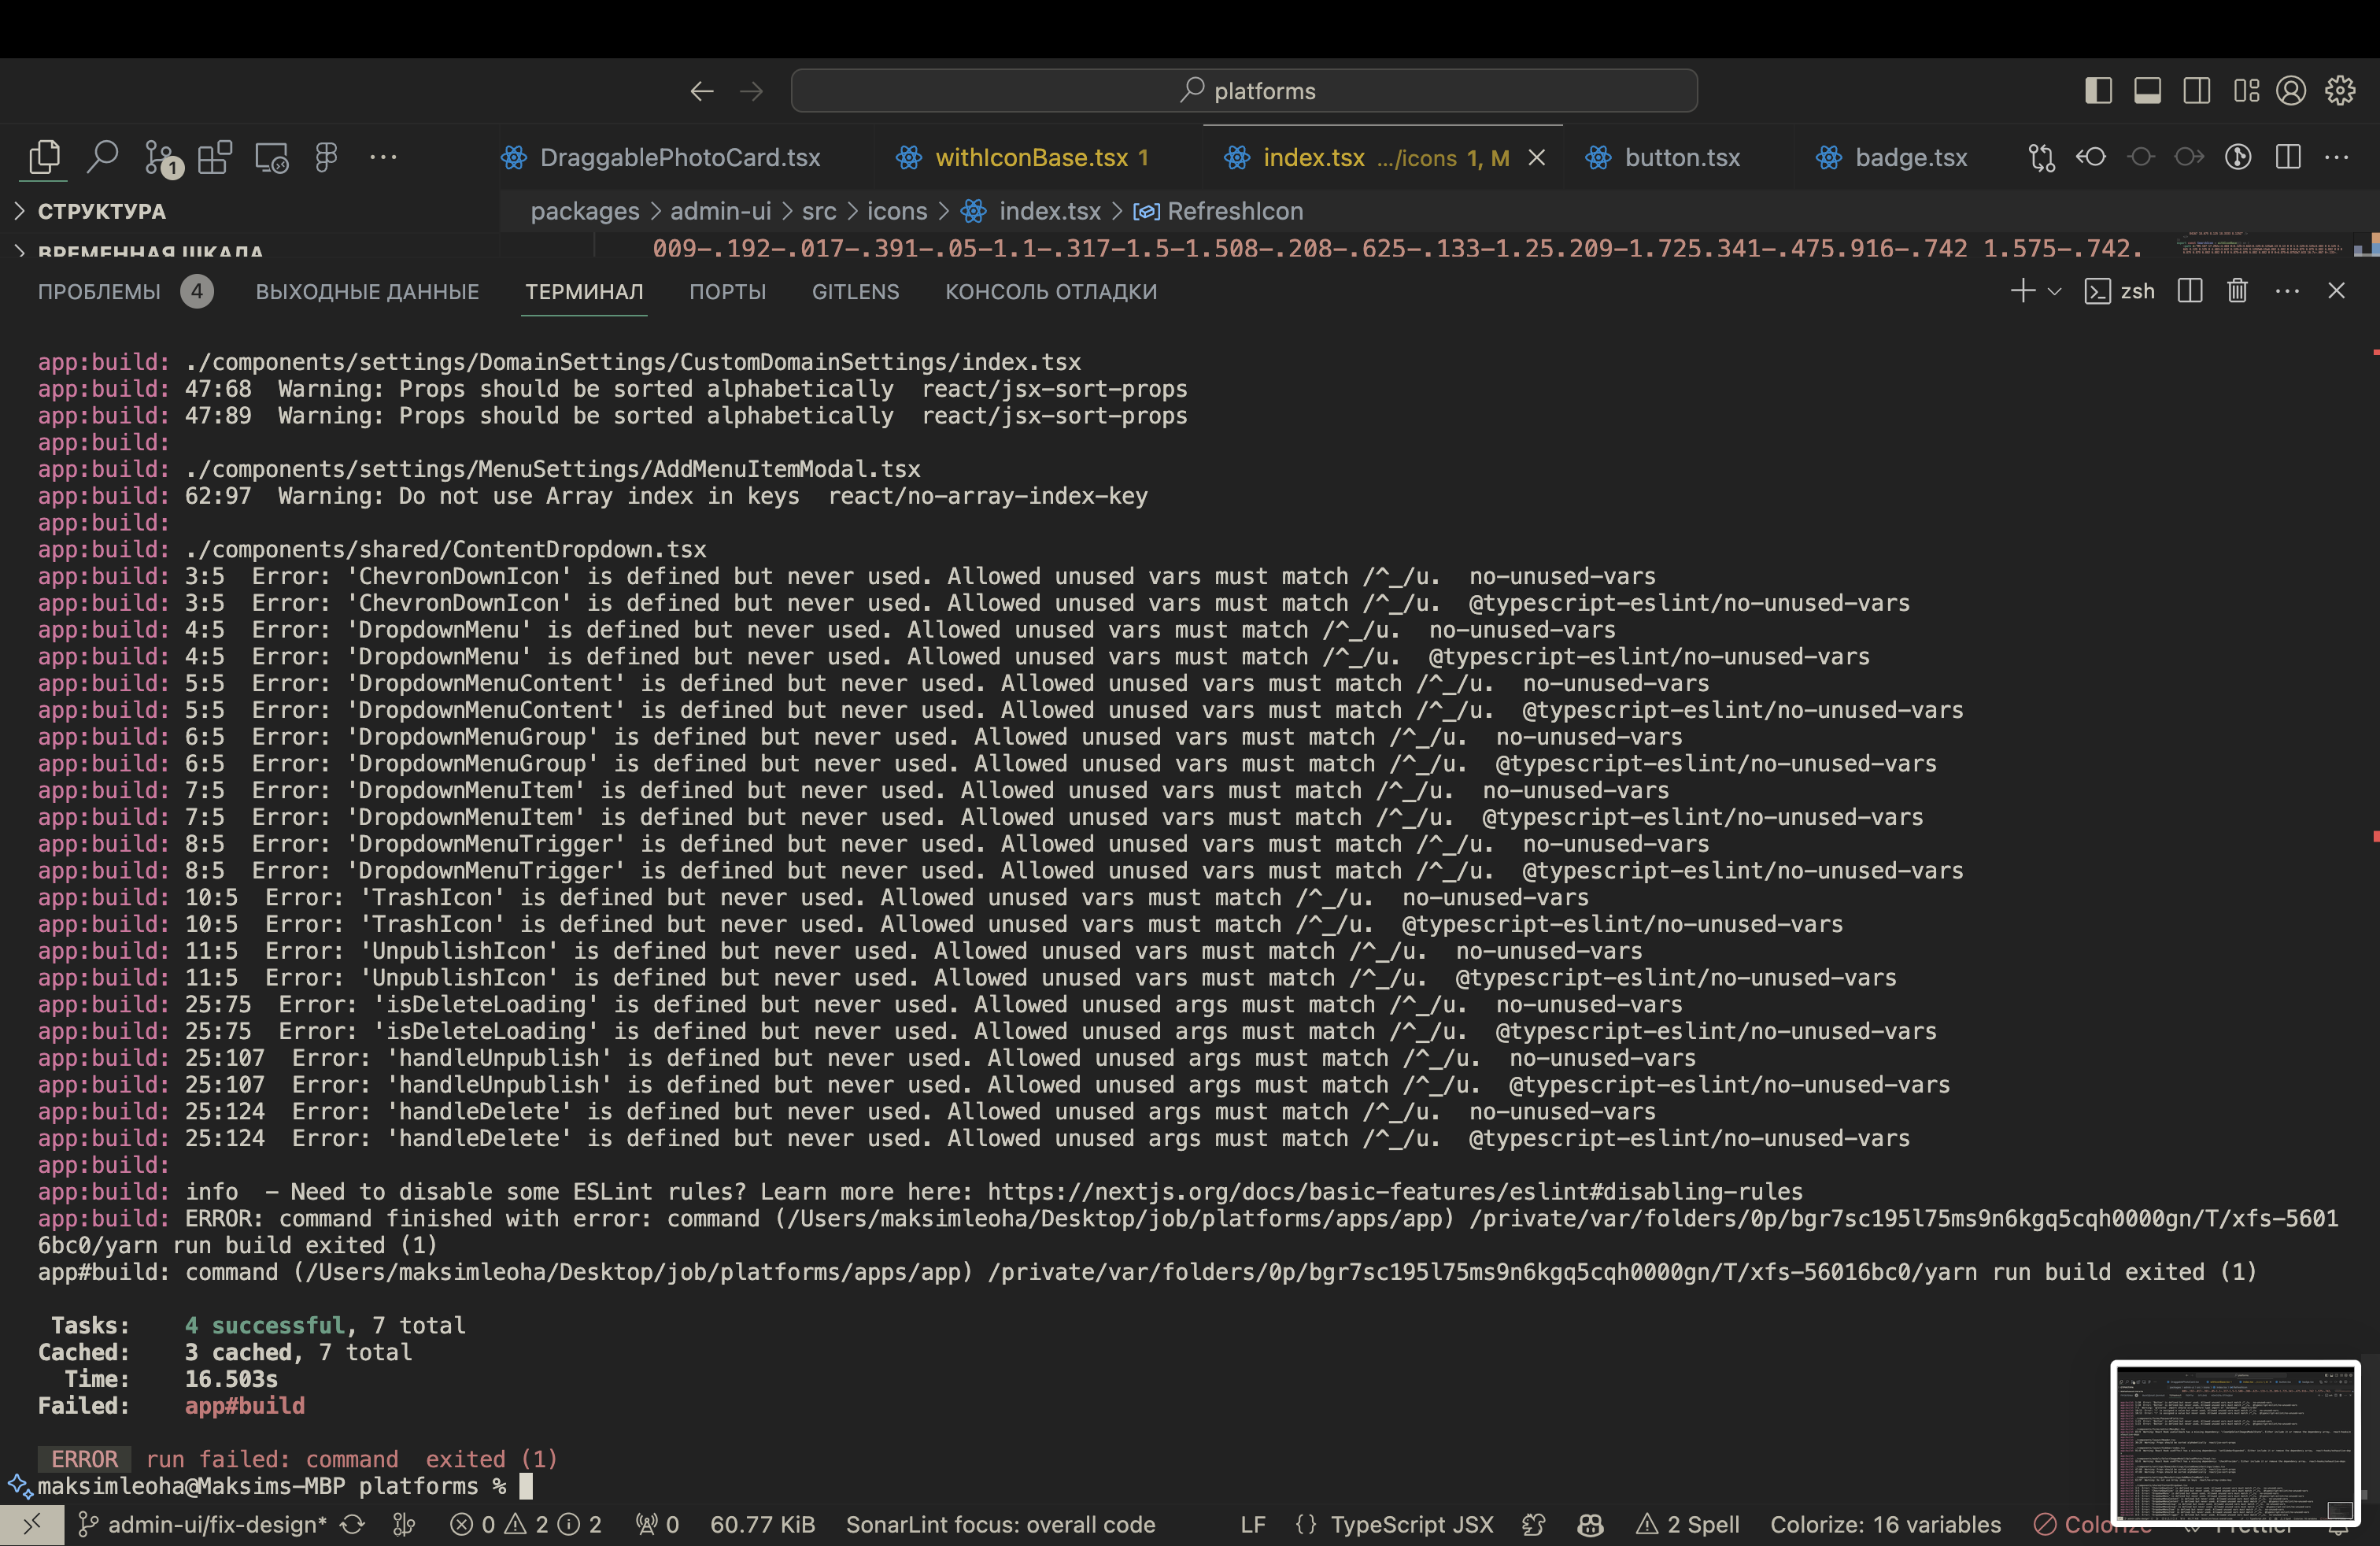 platforms
1
DraggablePhotoCard.tsx
withIconBase.tsx 1
index.tsx .../icons 1, M
button.tsx
badge.tsx
СТРУКТУРА
packages > admin-ui > src > icons > index.tsx > RefreshIcon
ВРЕМЕННАЯ ШКАЛА
009-.192-.017-.391-.05-1.1-.317-1.5-1.508-.208-.625-.133-1.25.209-1.725.341-.475.916-.742 1.575-.742.
ПРОБЛЕМЫ 4 ВЫХОДНЫЕ ДАННЫЕ ТЕРМИНАЛ ПОРТЫ GITLENS КОНСОЛЬ ОТЛАДКИ zsh
app:build: ./components/settings/DomainSettings/CustomDomainSettings/index.tsx
app:build: 47:68  Warning: Props should be sorted alphabetically  react/jsx-sort-props
app:build: 47:89  Warning: Props should be sorted alphabetically  react/jsx-sort-props
app:build:
app:build: ./components/settings/MenuSettings/AddMenuItemModal.tsx
app:build: 62:97  Warning: Do not use Array index in keys  react/no-array-index-key
app:build:
app:build: ./components/shared/ContentDropdown.tsx
app:build: 3:5  Error: 'ChevronDownIcon' is defined but never used. Allowed unused vars must match /^_/u.  no-unused-vars
app:build: 3:5  Error: 'ChevronDownIcon' is defined but never used. Allowed unused vars must match /^_/u.  @typescript-eslint/no-unused-vars
app:build: 4:5  Error: 'DropdownMenu' is defined but never used. Allowed unused vars must match /^_/u.  no-unused-vars
app:build: 4:5  Error: 'DropdownMenu' is defined but never used. Allowed unused vars must match /^_/u.  @typescript-eslint/no-unused-vars
app:build: 5:5  Error: 'DropdownMenuContent' is defined but never used. Allowed unused vars must match /^_/u.  no-unused-vars
app:build: 5:5  Error: 'DropdownMenuContent' is defined but never used. Allowed unused vars must match /^_/u.  @typescript-eslint/no-unused-vars
app:build: 6:5  Error: 'DropdownMenuGroup' is defined but never used. Allowed unused vars must match /^_/u.  no-unused-vars
app:build: 6:5  Error: 'DropdownMenuGroup' is defined but never used. Allowed unused vars must match /^_/u.  @typescript-eslint/no-unused-vars
app:build: 7:5  Error: 'DropdownMenuItem' is defined but never used. Allowed unused vars must match /^_/u.  no-unused-vars
app:build: 7:5  Error: 'DropdownMenuItem' is defined but never used. Allowed unused vars must match /^_/u.  @typescript-eslint/no-unused-vars
app:build: 8:5  Error: 'DropdownMenuTrigger' is defined but never used. Allowed unused vars must match /^_/u.  no-unused-vars
app:build: 8:5  Error: 'DropdownMenuTrigger' is defined but never used. Allowed unused vars must match /^_/u.  @typescript-eslint/no-unused-vars
app:build: 10:5  Error: 'TrashIcon' is defined but never used. Allowed unused vars must match /^_/u.  no-unused-vars
app:build: 10:5  Error: 'TrashIcon' is defined but never used. Allowed unused vars must match /^_/u.  @typescript-eslint/no-unused-vars
app:build: 11:5  Error: 'UnpublishIcon' is defined but never used. Allowed unused vars must match /^_/u.  no-unused-vars
app:build: 11:5  Error: 'UnpublishIcon' is defined but never used. Allowed unused vars must match /^_/u.  @typescript-eslint/no-unused-vars
app:build: 25:75  Error: 'isDeleteLoading' is defined but never used. Allowed unused args must match /^_/u.  no-unused-vars
app:build: 25:75  Error: 'isDeleteLoading' is defined but never used. Allowed unused args must match /^_/u.  @typescript-eslint/no-unused-vars
app:build: 25:107  Error: 'handleUnpublish' is defined but never used. Allowed unused args must match /^_/u.  no-unused-vars
app:build: 25:107  Error: 'handleUnpublish' is defined but never used. Allowed unused args must match /^_/u.  @typescript-eslint/no-unused-vars
app:build: 25:124  Error: 'handleDelete' is defined but never used. Allowed unused args must match /^_/u.  no-unused-vars
app:build: 25:124  Error: 'handleDelete' is defined but never used. Allowed unused args must match /^_/u.  @typescript-eslint/no-unused-vars
app:build:
app:build: info  - Need to disable some ESLint rules? Learn more here: https://nextjs.org/docs/basic-features/eslint#disabling-rules
app:build: ERROR: command finished with error: command (/Users/maksimleoha/Desktop/job/platforms/apps/app) /private/var/folders/0p/bgr7sc195l75ms9n6kgq5cqh0000gn/T/xfs-5601
6bc0/yarn run build exited (1)
app#build: command (/Users/maksimleoha/Desktop/job/platforms/apps/app) /private/var/folders/0p/bgr7sc195l75ms9n6kgq5cqh0000gn/T/xfs-56016bc0/yarn run build exited (1)
Tasks:    4 successful, 7 total
Cached:    3 cached, 7 total
Time:    16.503s
Failed:    app#build
ERROR  run failed: command  exited (1)
maksimleoha@Maksims-MBP platforms %
admin-ui/fix-design* 0 2 2 0 60.77 KiB SonarLint focus: overall code LF {} TypeScript JSX 2 Spell Colorize: 16 variables Colorize Prettier